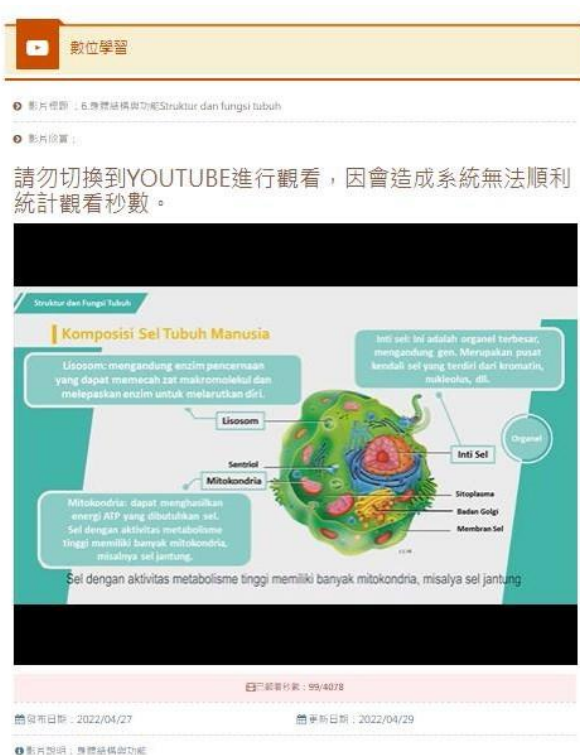 數位學習
影片標題：6.身體結構與功能Struktur dan fungsi tubuh
影片欣賞：
請勿切換到YOUTUBE進行觀看，因會造成系統無法順利
統計觀看秒數。
Struktur dan Fungsi Tubuh
Komposisi Sel Tubuh Manusia
Inti sel: Ini adalah organel terbesar,
mengandung gen. Merupakan pusat
kendali sel yang terdiri dari kromatin,
nukleolus, dll.
Lisosom: mengandung enzim pencernaan
yang dapat memecah zat makromolekul dan
melepaskan enzim untuk melarutkan diri.
Lisosom
Organel
Inti Sel
Sentriol
Mitokondria
Sitoplasma
Badan Golgi
Membran Sel
Mitokondria: dapat menghasilkan
energi ATP yang dibutuhkan sel.
Sel dengan aktivitas metabolisme
tinggi memiliki banyak mitokondria,
misalnya sel jantung.
Sel dengan aktivitas metabolisme tinggi memiliki banyak mitokondria, misalya sel jantung
已觀看秒數：99/4078
發布日期：2022/04/27
更新日期：2022/04/29
影片說明：身體結構與功能